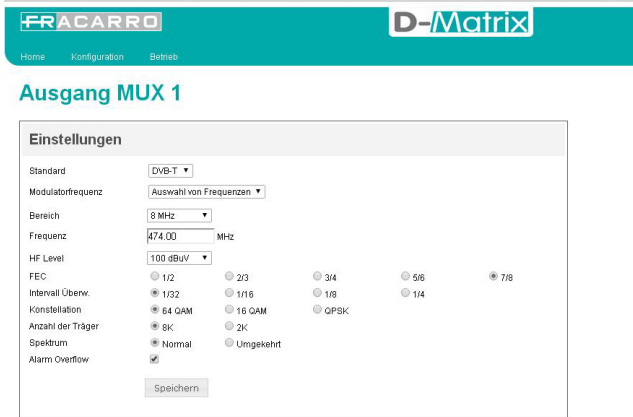 FRACARRO
D-Matrix
Home Konfiguration Betrieb
Ausgang MUX 1
Einstellungen
Standard DVB-T
Modulatorfrequenz Auswahl von Frequenzen
Bereich 8 MHz
Frequenz 474.00 MHz
HF Level 100 dBuV
FEC 1/2 2/3 3/4 5/6 7/8
Intervall Überw. 1/32 1/16 1/8 1/4
Konstellation 64 QAM 16 QAM QPSK
Anzahl der Träger 8K 2K
Spektrum Normal Umgekehrt
Alarm Overflow
Speichern